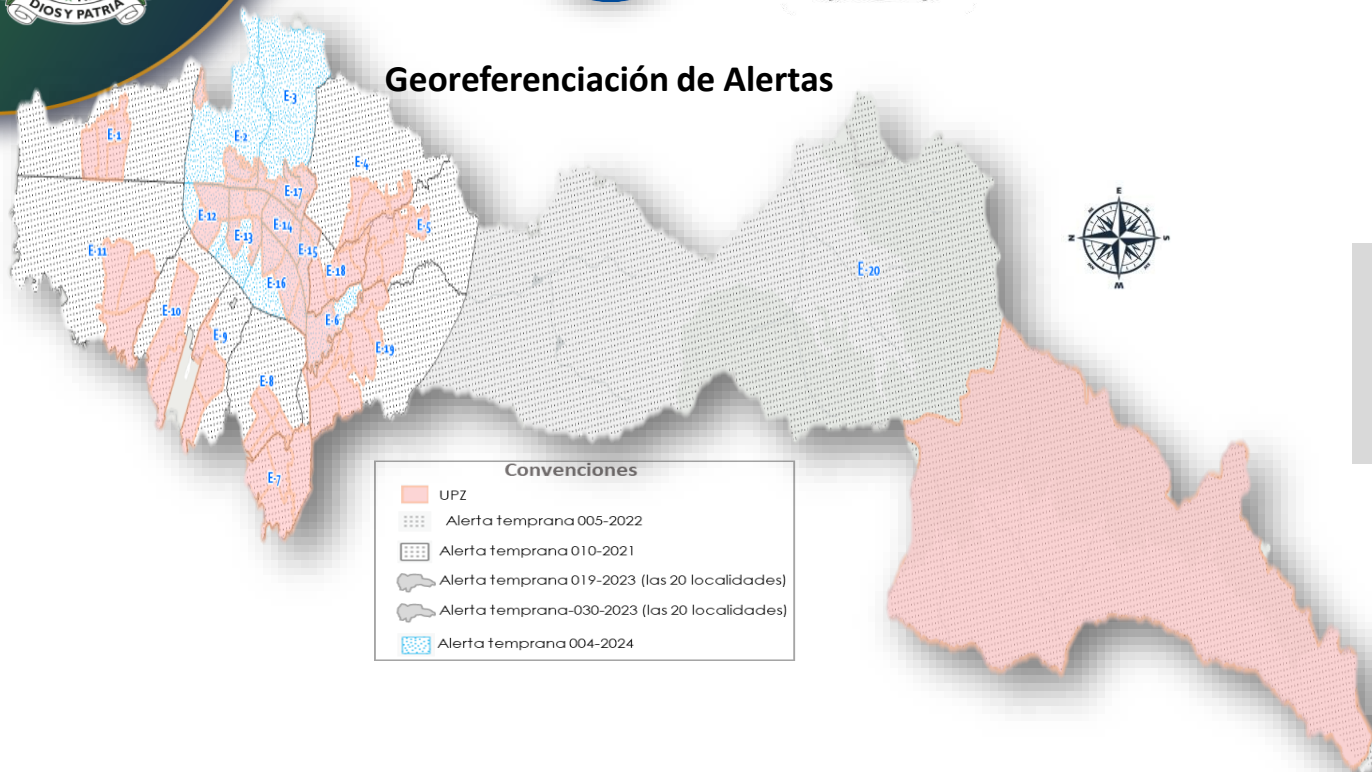 DIOS Y PATRIA
Georeferenciación de Alertas
E-3
E-1
E-2
E-4
E-17
E-12
E-14
E-5
E-13
E-11
E-15
E-18
E-20
E-16
E-10
E-6
E-9
E-19
E-8
E-7
E
N
S
W
Convenciones
UPZ
Alerta temprana 005-2022
Alerta temprana 010-2021
Alerta temprana 019-2023 (las 20 localidades)
Alerta temprana-030-2023 (las 20 localidades)
Alerta temprana 004-2024